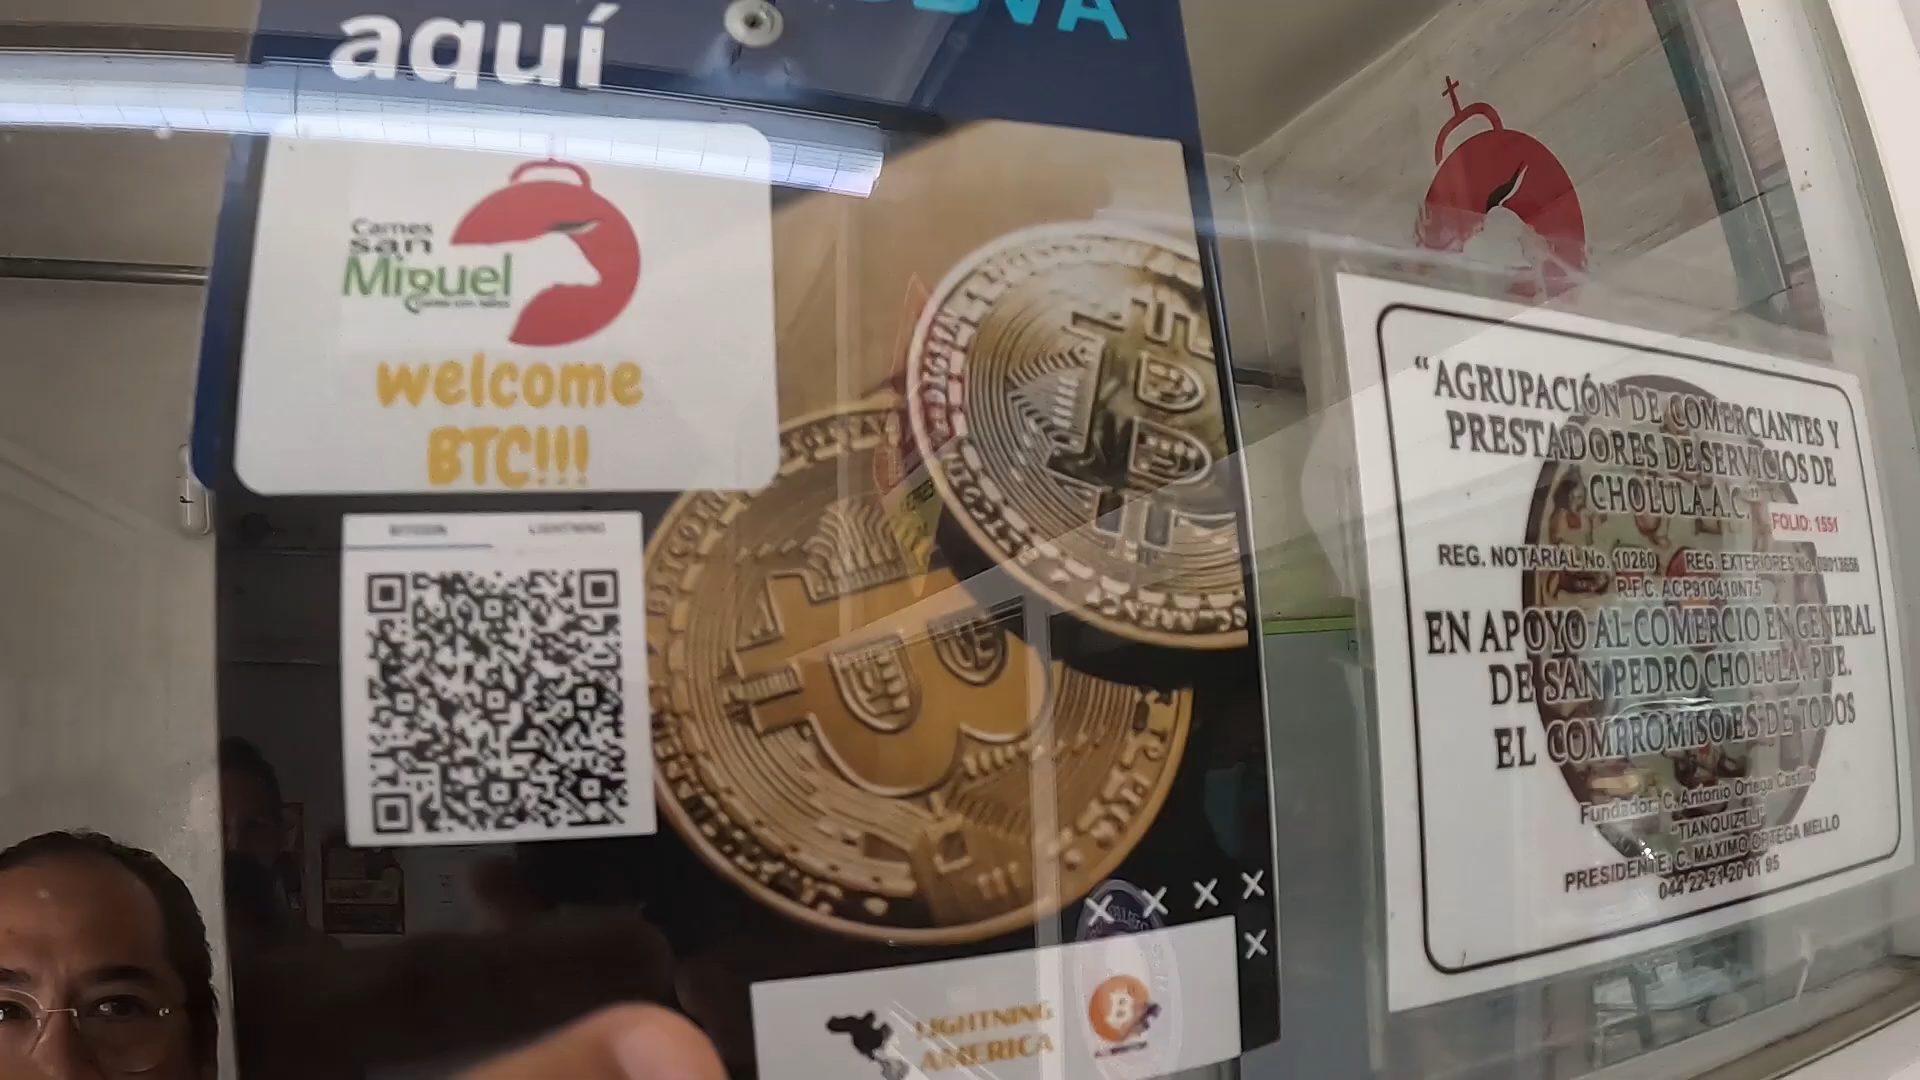 BBVA
aquí
Carnes
san
Miguel
welcome
BTC!!!
BITCOIN LIGHTNING
LIGHTNING
AMERICA
“AGRUPACIÓN DE COMERCIANTES Y
PRESTADORES DE SERVICIOS DE
CHOLULA A.C.”
FOLIO: 1551
REG. NOTARIAL No. 10280 REG. EXTERIORES No.
R.F.C. ACP910410N75
EN APOYO AL COMERCIO EN GENERAL
DE SAN PEDRO CHOLULA, PUE.
EL COMPROMISO ES DE TODOS
Fundador: C. Antonio Ortega Castillo
“TIANQUIZTLI”
PRESIDENTE: C. MÁXIMO ORTEGA MELLO
044 22 21 20 01 95